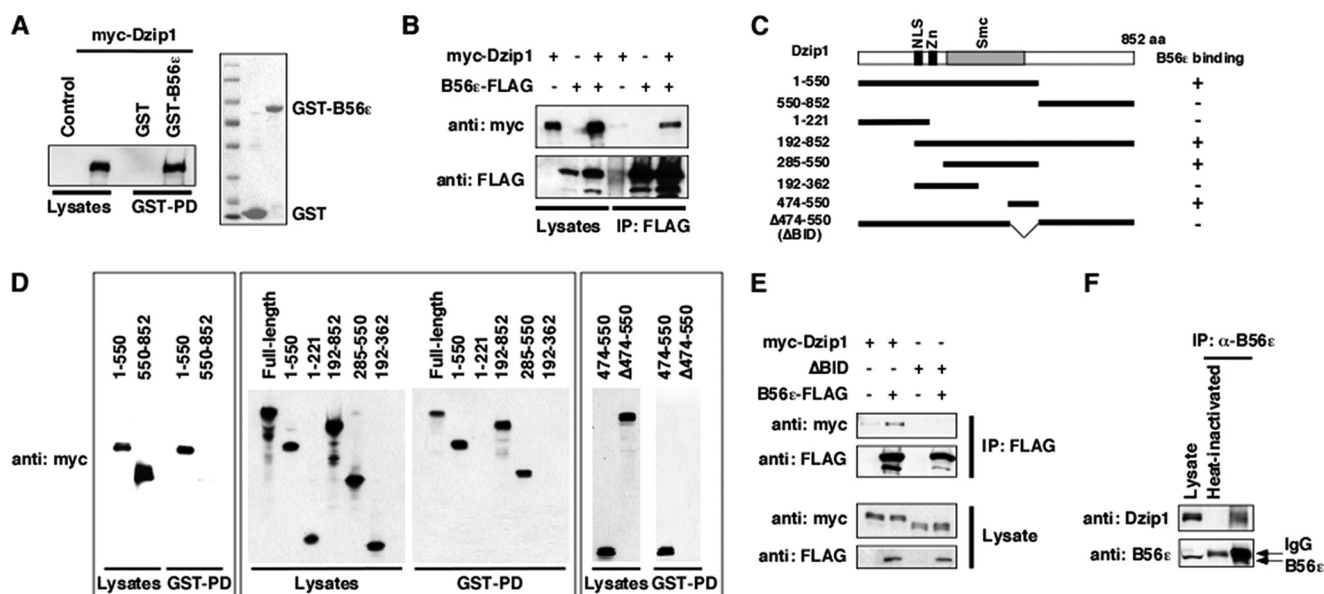 A
myc-Dzip1
Control
GST
GST-B56ε
GST-B56ε
GST
Lysates
GST-PD
B
myc-Dzip1 + - + + - +
B56ε-FLAG - + + - + +
anti: myc
anti: FLAG
Lysates
IP: FLAG
C
NLS
Zn
Smc
852 aa
Dzip1
B56ε binding
1-550 +
550-852 -
1-221 -
192-852 +
285-550 +
192-362 -
474-550 +
Δ474-550 -
(ΔBID)
D
1-550
550-852
1-550
550-852
Full-length
1-550
1-221
192-852
285-550
192-362
Full-length
1-550
1-221
192-852
285-550
192-362
474-550
Δ474-550
474-550
Δ474-550
anti: myc
Lysates
GST-PD
Lysates
GST-PD
Lysates
GST-PD
E
myc-Dzip1 + + - -
ΔBID - - + +
B56ε-FLAG - + - +
anti: myc
anti: FLAG
IP: FLAG
anti: myc
anti: FLAG
Lysate
F
IP: α-B56ε
Lysate
Heat-inactivated
anti: Dzip1
anti: B56ε
IgG
B56ε